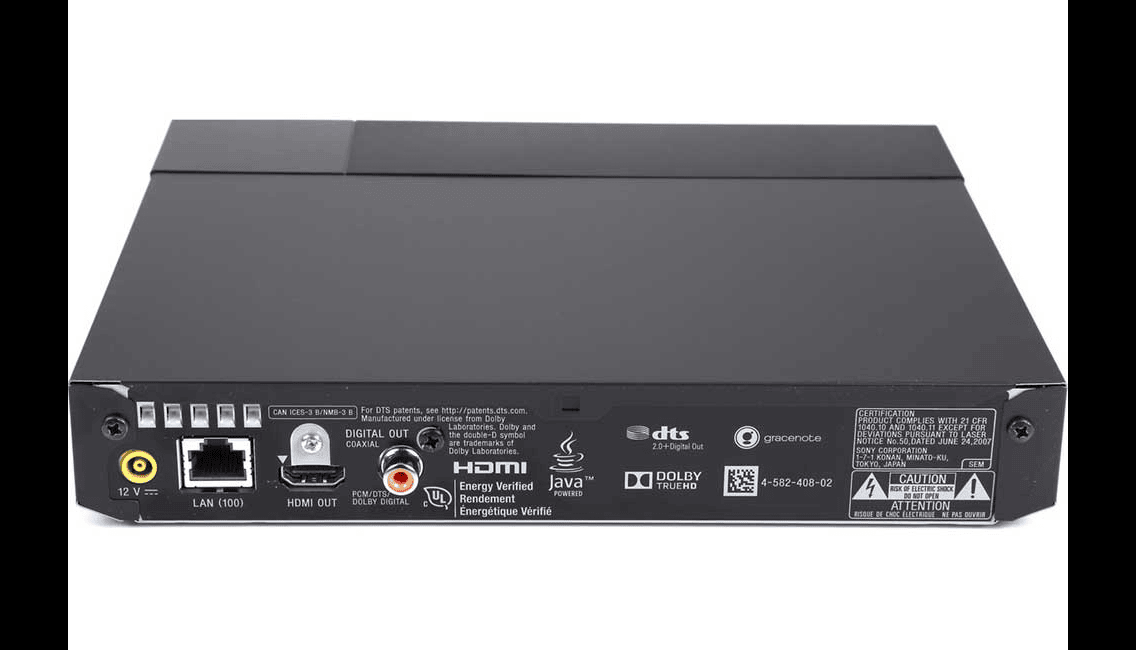 CAN ICES-3 B/NMB-3 B
For DTS patents, see http://patents.dts.com.
Manufactured under license from Dolby
Laboratories. Dolby and
the double-D symbol
are trademarks of
Dolby Laboratories.
DIGITAL OUT
COAXIAL
12 V
LAN (100)
HDMI OUT
PCM/DTS/
DOLBY DIGITAL
c UL
HDMI
Energy Verified
Rendement
Énergétique Vérifié
Java™
POWERED
dts
2.0+Digital Out
DOLBY
TRUEHD
gracenote
4-582-408-02
CERTIFICATION
PRODUCT COMPLIES WITH 21 CFR
1040.10 AND 1040.11 EXCEPT FOR
DEVIATIONS PURSUANT TO LASER
NOTICE No.50,DATED JUNE 24,2007
SONY CORPORATION
1-7-1 KONAN, MINATO-KU,
TOKYO, JAPAN
SEM
CAUTION
RISK OF ELECTRIC SHOCK
DO NOT OPEN
ATTENTION
RISQUE DE CHOC ÉLECTRIQUE NE PAS OUVRIR